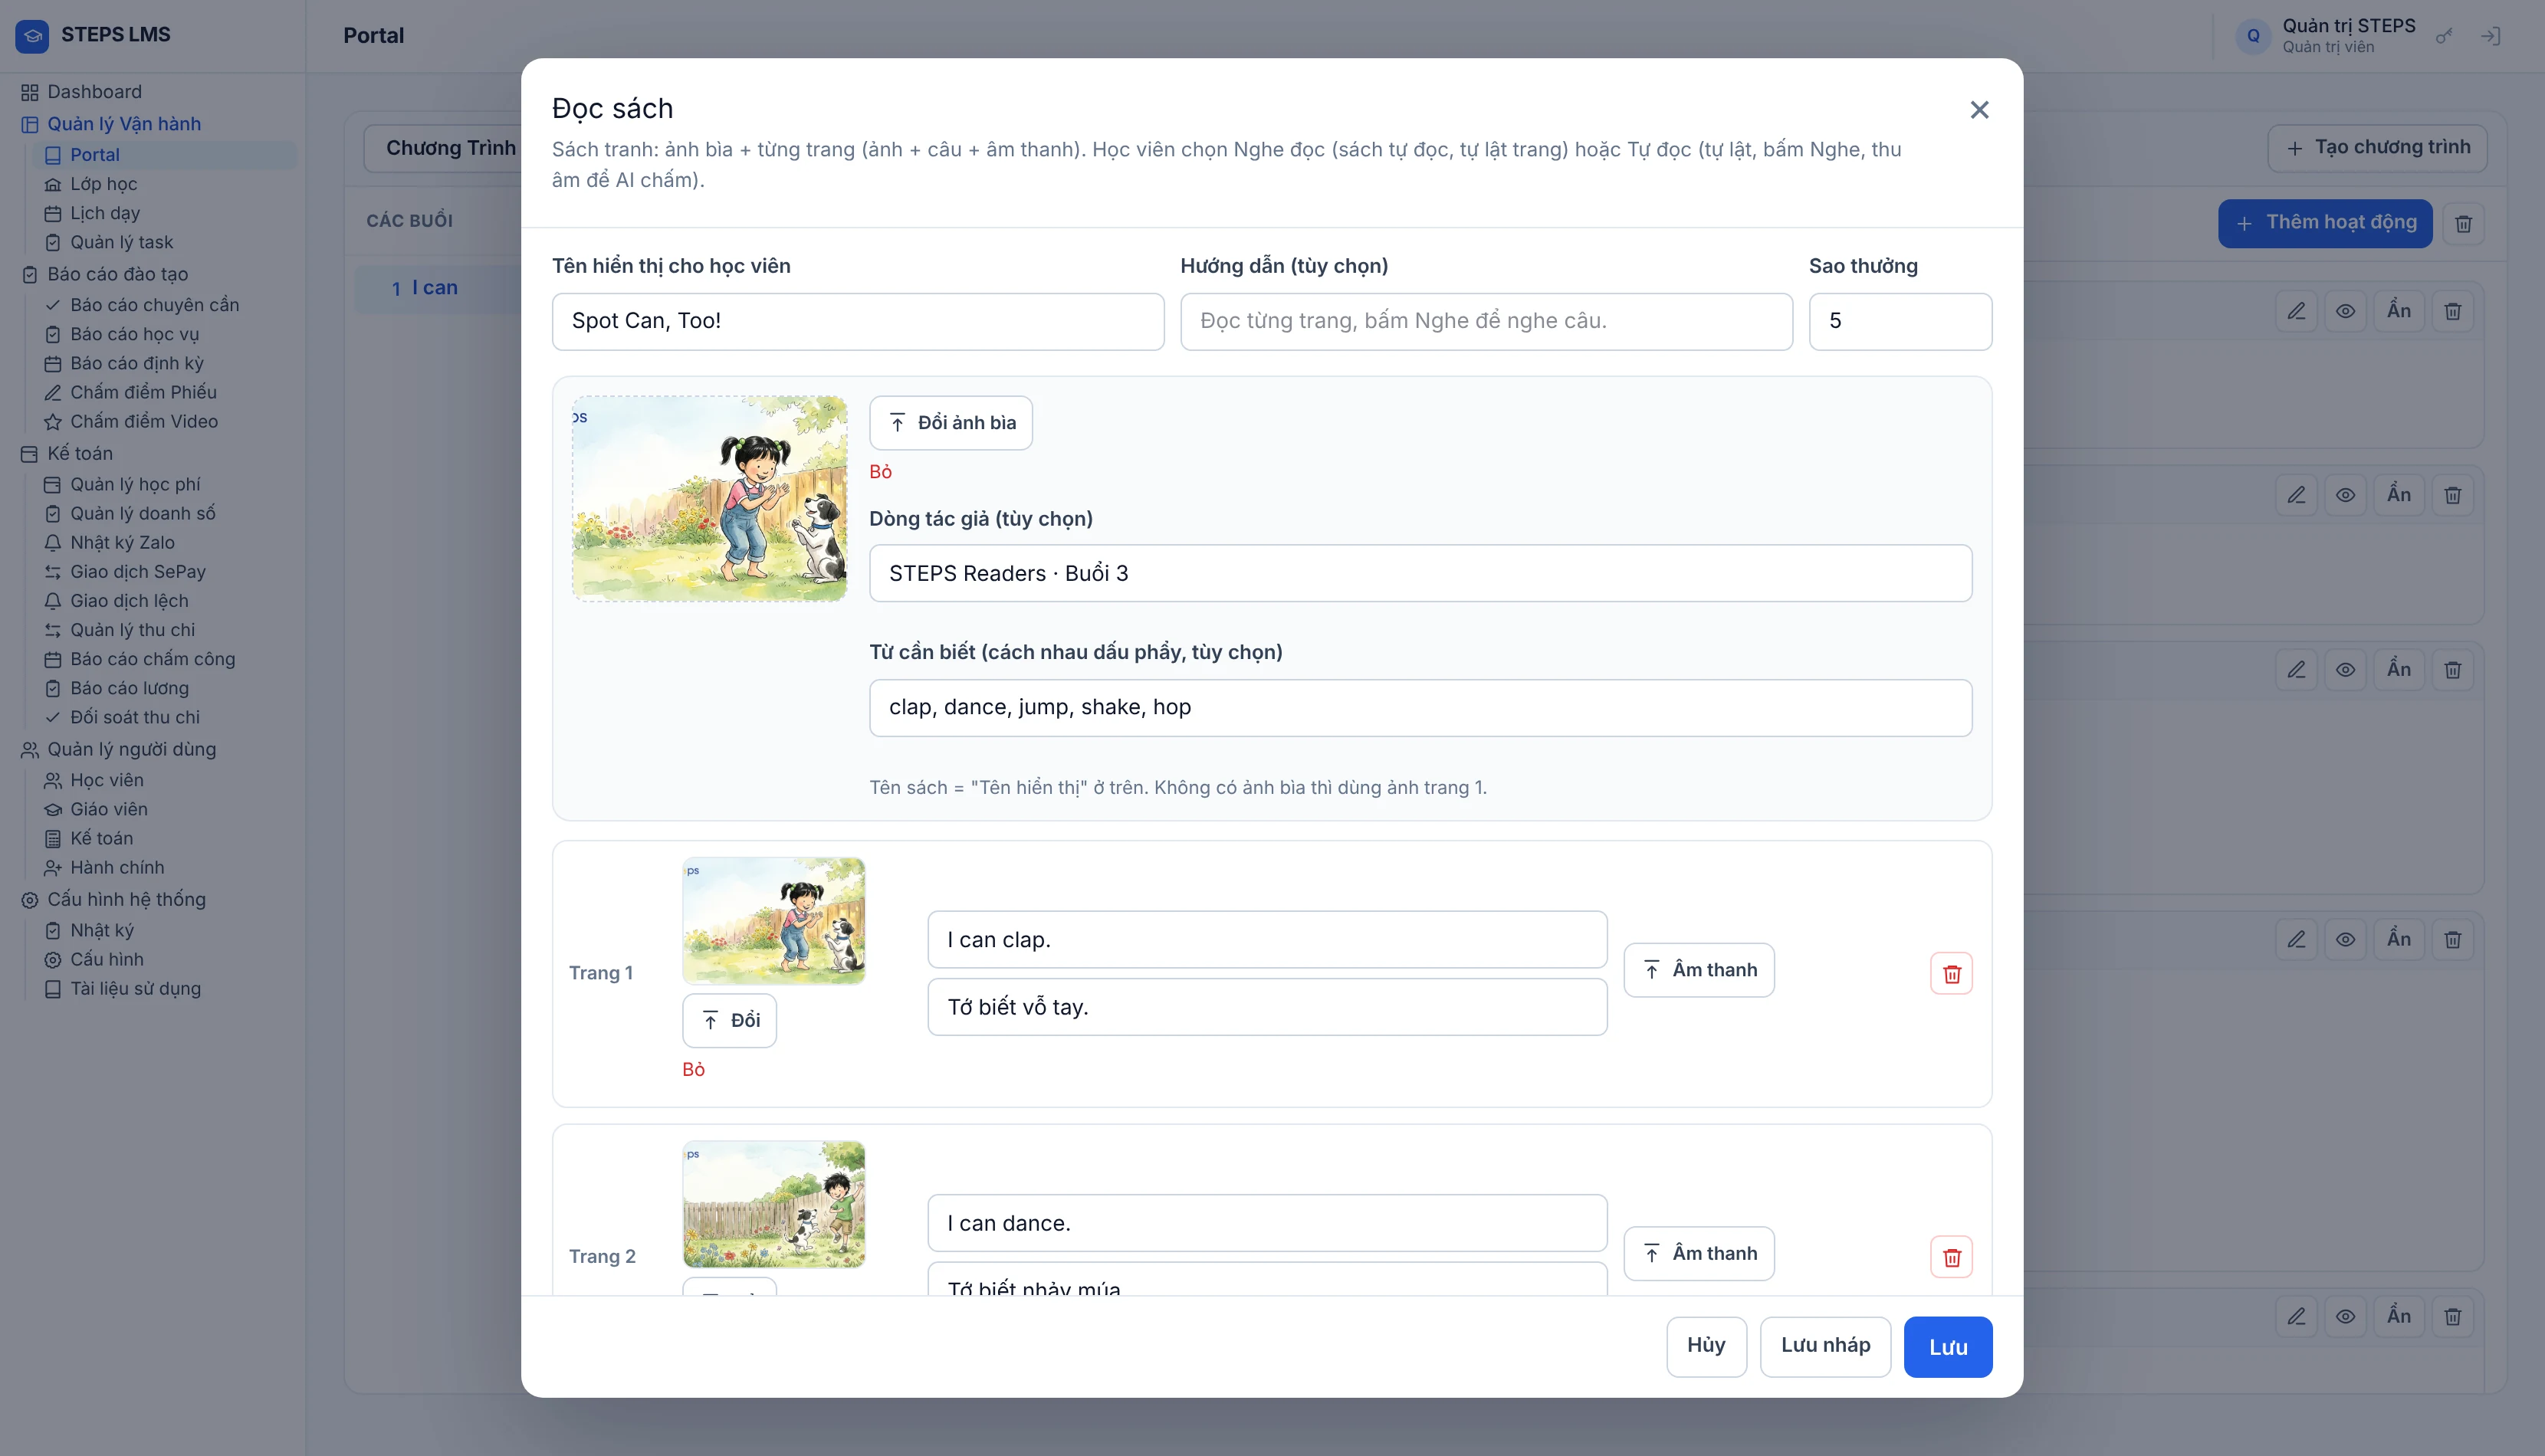 STEPS LMS
Portal
Quản trị STEPS
Quản trị viên
Q
Dashboard
Quản lý Vận hành
Portal
Lớp học
Lịch dạy
Quản lý task
Báo cáo đào tạo
Báo cáo chuyên cần
Báo cáo học vụ
Báo cáo định kỳ
Chấm điểm Phiếu
Chấm điểm Video
Kế toán
Quản lý học phí
Quản lý doanh số
Nhật ký Zalo
Giao dịch SePay
Giao dịch lệch
Quản lý thu chi
Báo cáo chấm công
Báo cáo lương
Đối soát thu chi
Quản lý người dùng
Học viên
Giáo viên
Kế toán
Hành chính
Cấu hình hệ thống
Nhật ký
Cấu hình
Tài liệu sử dụng
Chương Trình
Tạo chương trình
CÁC BUỔI
Thêm hoạt động
1 I can
Ẩn
Ẩn
Ẩn
Ẩn
Ẩn
Đọc sách
Sách tranh: ảnh bìa + từng trang (ảnh + câu + âm thanh). Học viên chọn Nghe đọc (sách tự đọc, tự lật trang) hoặc Tự đọc (tự lật, bấm Nghe, thu
âm để AI chấm).
Tên hiển thị cho học viên
Hướng dẫn (tùy chọn)
Sao thưởng
Spot Can, Too!
Đọc từng trang, bấm Nghe để nghe câu.
5
ps
Đổi ảnh bìa
Bỏ
Dòng tác giả (tùy chọn)
STEPS Readers · Buổi 3
Từ cần biết (cách nhau dấu phẩy, tùy chọn)
clap, dance, jump, shake, hop
Tên sách = "Tên hiển thị" ở trên. Không có ảnh bìa thì dùng ảnh trang 1.
Trang 1
ps
Đổi
Bỏ
I can clap.
Tớ biết vỗ tay.
Âm thanh
Trang 2
ps
I can dance.
Tớ biết nhảy múa
Âm thanh
Hủy
Lưu nháp
Lưu